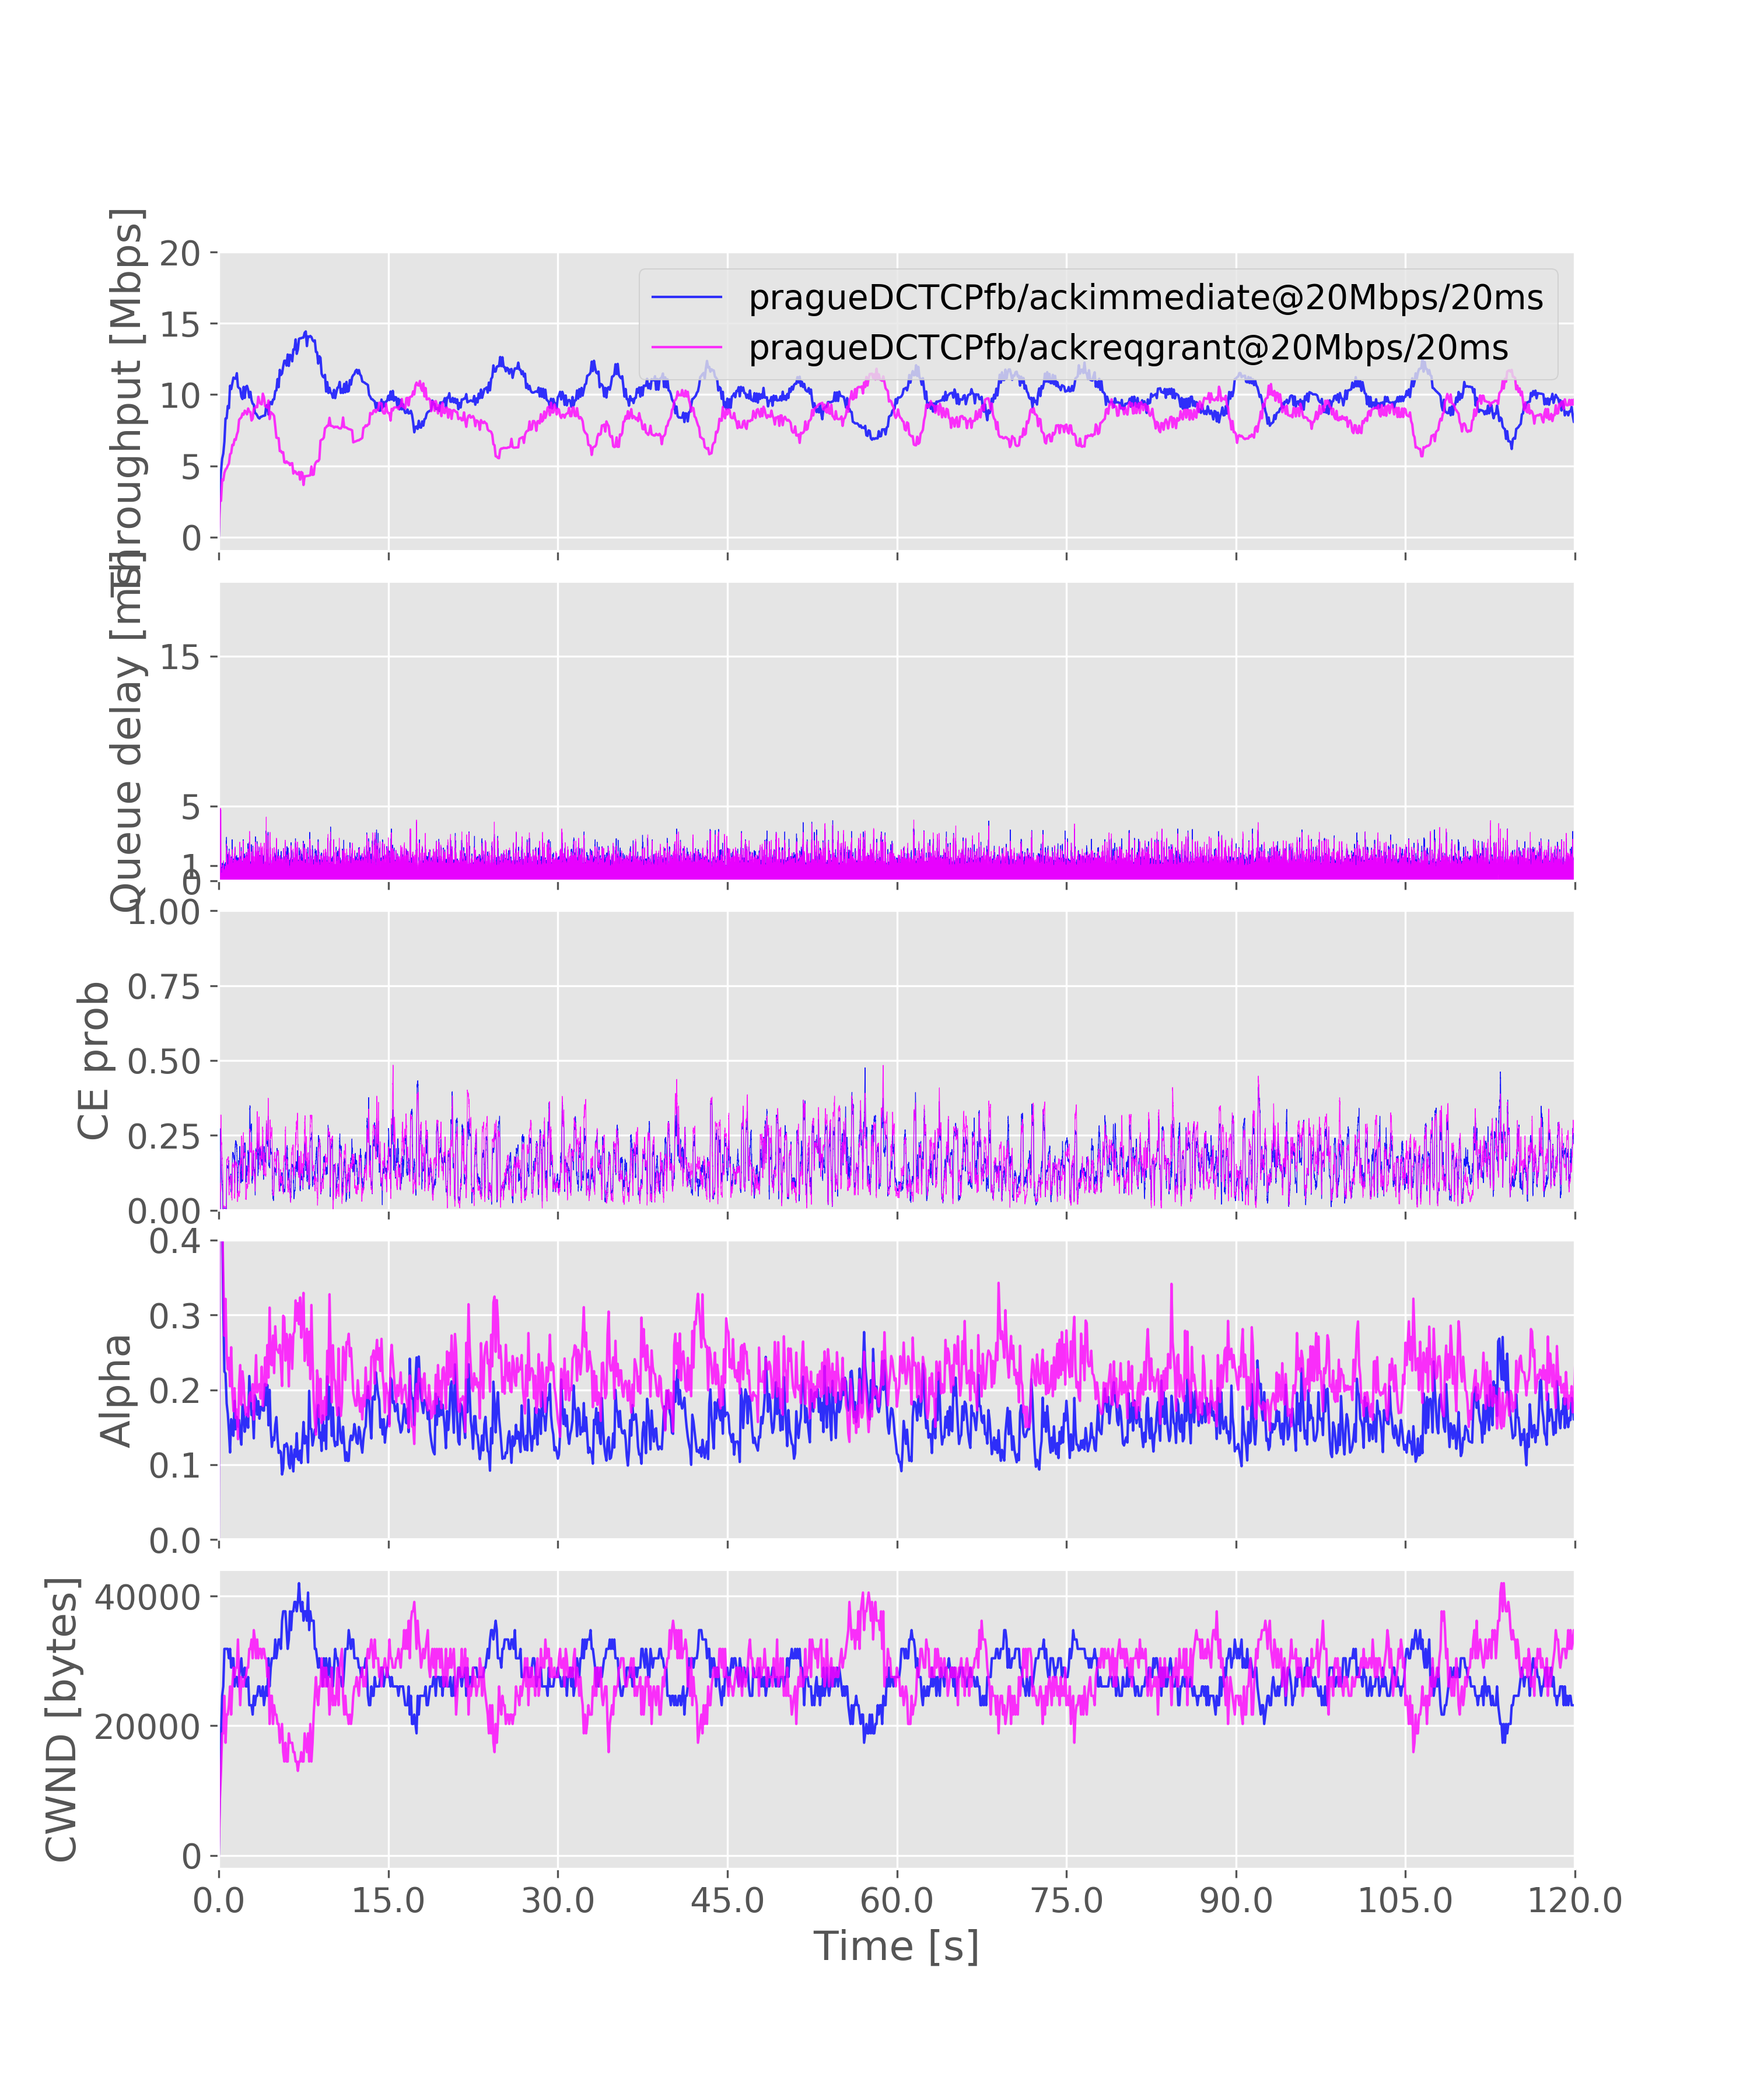 Throughput [Mbps]
20
15
10
5
0
pragueDCTCPfb/ackimmediate@20Mbps/20ms
pragueDCTCPfb/ackreqgrant@20Mbps/20ms
Queue delay [ms]
15
5
1
0
CE prob
1.00
0.75
0.50
0.25
0.00
Alpha
0.4
0.3
0.2
0.1
0.0
CWND [bytes]
40000
20000
0
0.0 15.0 30.0 45.0 60.0 75.0 90.0 105.0 120.0
Time [s]